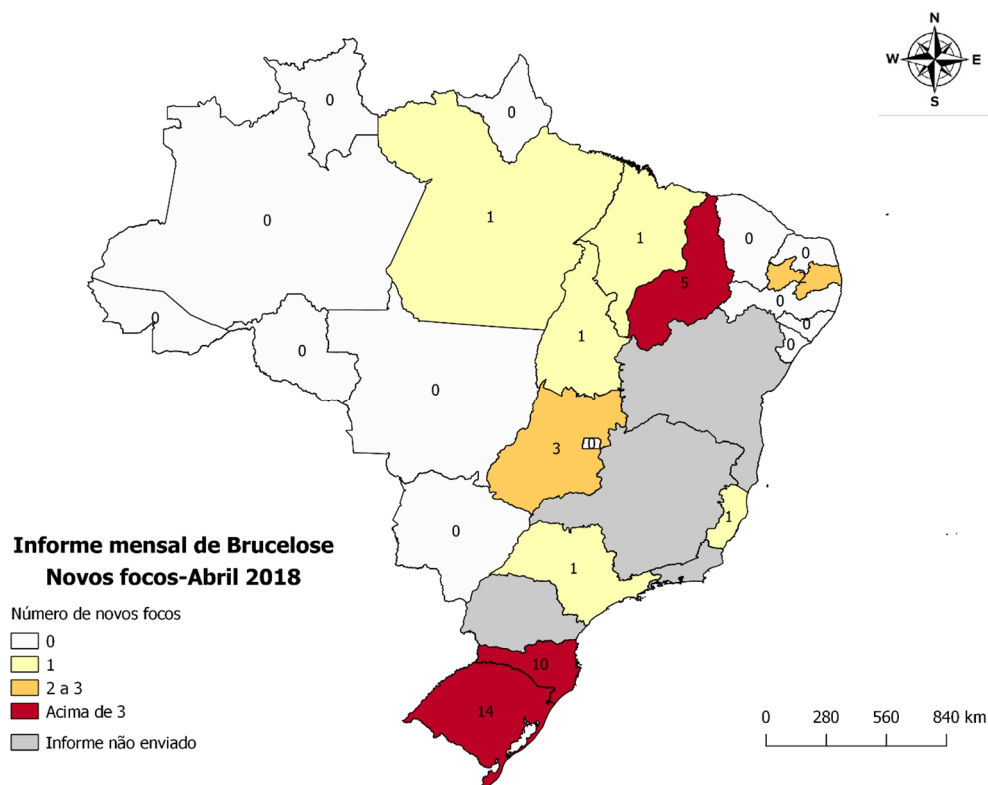 N
W E
S
0
0
0
1
1
0
0
5
0
0
0
0
0
1
0
0
3
0
1
0
1
10
14
Informe mensal de Brucelose
Novos focos-Abril 2018
Número de novos focos
0
1
2 a 3
Acima de 3
Informe não enviado
0 280 560 840 km